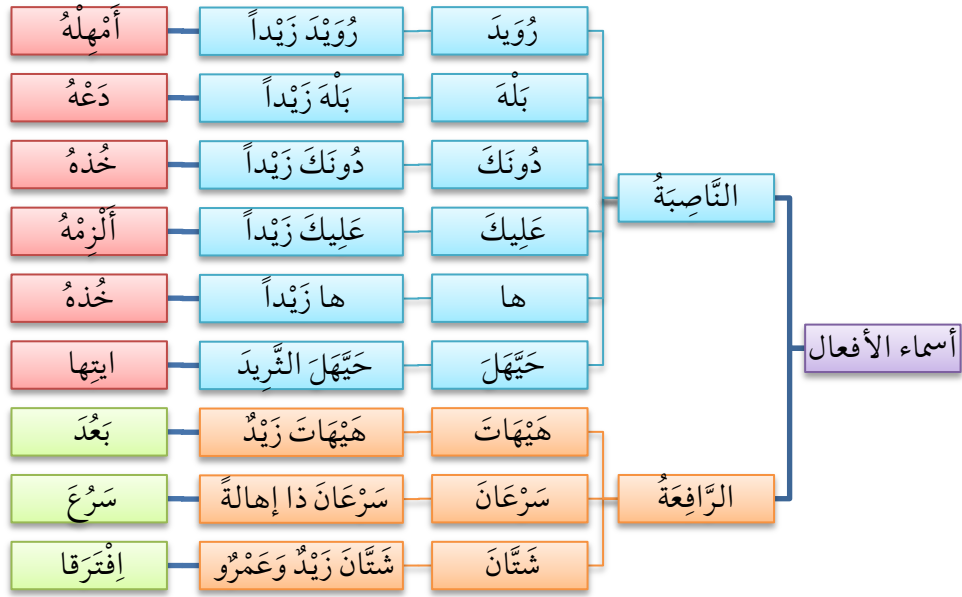 أسماء الأفعال
النَّاصِبَةُ
رُوَيدَ
رُوَيْدَ زَيْداً
أَمْهِلْهُ
بَلْهَ
بَلْهَ زَيْداً
دَعْهُ
دُونَكَ
دُونَكَ زَيْداً
خُذهُ
عَلِيكَ
عَلِيكَ زَيْداً
أَلْزِمْهُ
ها
ها زَيْداً
خُذهُ
حَيَّهَلَ
حَيَّهَلَ الثَّرِيدَ
ايتِها
الرَّافِعَةُ
هَيْهَاتَ
هَيْهَاتَ زَيْدٌ
بَعُدَ
سَرْعَانَ
سَرْعَانَ ذا إهالةً
سَرُعَ
شَتَّانَ
شَتَّانَ زَيْدٌ وَعَمْرٌو
اِفْتَرَقا